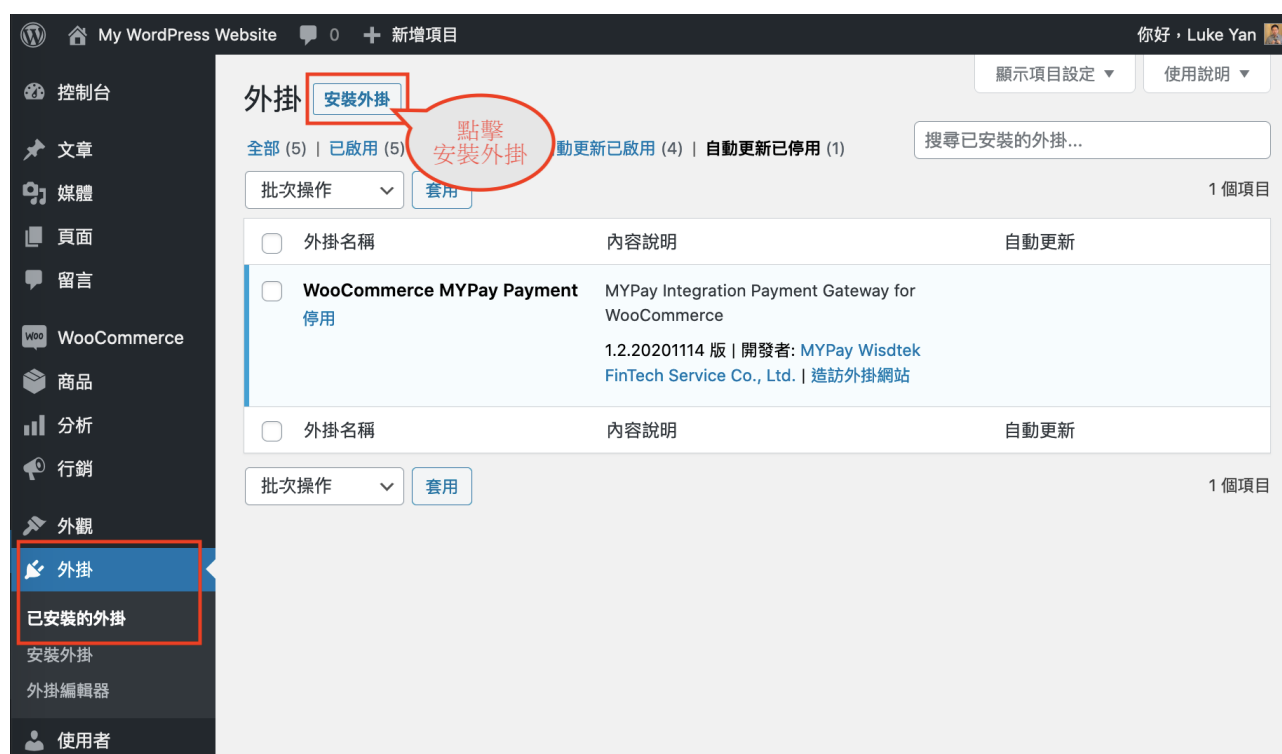 My WordPress Website 0 新增項目 你好，Luke Yan
顯示項目設定 ▼ 使用說明 ▼
控制台
文章
媒體
頁面
留言
WooCommerce
商品
分析
行銷
外觀
外掛
已安裝的外掛
安裝外掛
外掛編輯器
使用者
外掛 安裝外掛
點擊
安裝外掛
全部 (5) | 已啟用 (5) 動更新已啟用 (4) | 自動更新已停用 (1)
搜尋已安裝的外掛...
批次操作 套用 1 個項目
外掛名稱 內容說明 自動更新
WooCommerce MYPay Payment
停用
MYPay Integration Payment Gateway for
WooCommerce
1.2.20201114 版 | 開發者: MYPay Wisdtek
FinTech Service Co., Ltd. | 造訪外掛網站
外掛名稱 內容說明 自動更新
批次操作 套用 1 個項目